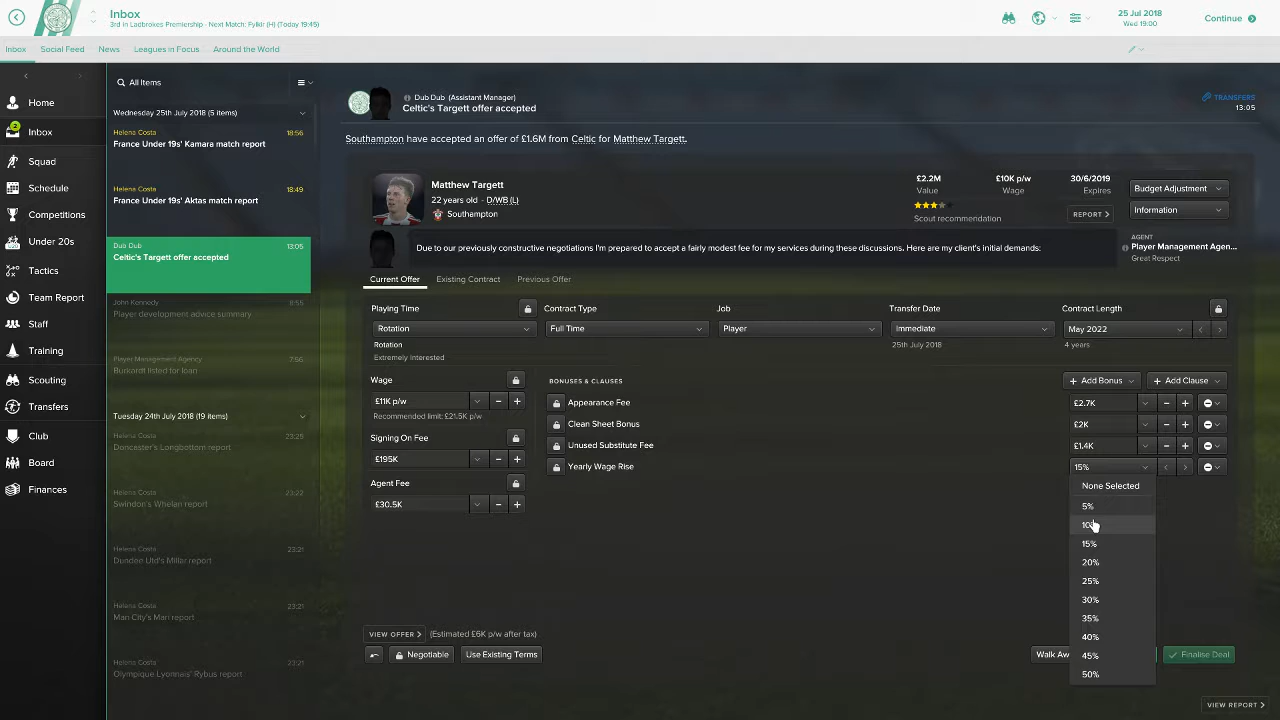 Inbox
3rd in Ladbrokes Premiership - Next Match: Fylkir (H) (Today 19:45)
25 Jul 2018
Wed 19:00
Continue
Inbox
Social Feed
News
Leagues in Focus
Around the World
Home
2
Inbox
Squad
Schedule
Competitions
Under 20s
Tactics
Team Report
Staff
Training
Scouting
Transfers
Club
Board
Finances
All Items
Wednesday 25th July 2018 (5 items)
Helena Costa 18:56
France Under 19s' Kamara match report
Helena Costa 18:49
France Under 19s' Aktas match report
Dub Dub 13:05
Celtic's Targett offer accepted
John Kennedy 8:55
Player development advice summary
Player Management Agency 7:56
Burkardt listed for loan
Tuesday 24th July 2018 (19 items)
Helena Costa 23:25
Doncaster's Longbottom report
Helena Costa 23:22
Swindon's Whelan report
Helena Costa 23:21
Dundee Utd's Millar report
Helena Costa 23:21
Man City's Mari report
Helena Costa 23:21
Olympique Lyonnais' Rybus report
Dub Dub (Assistant Manager)
Celtic's Targett offer accepted
TRANSFERS
13:05
Southampton have accepted an offer of £1.6M from Celtic for Matthew Targett.
Matthew Targett
22 years old - D/WB (L)
Southampton
£2.2M
Value
£10K p/w
Wage
30/6/2019
Expires
Scout recommendation
REPORT
Budget Adjustment
Information
Due to our previously constructive negotiations I'm prepared to accept a fairly modest fee for my services during these discussions. Here are my client's initial demands:
AGENT
Player Management Agen...
Great Respect
Current Offer
Existing Contract
Previous Offer
Playing Time
Rotation
Rotation
Extremely Interested
Contract Type
Full Time
Job
Player
Transfer Date
Immediate
25th July 2018
Contract Length
May 2022
4 years
Wage
£11K p/w
Recommended limit: £21.5K p/w
Signing On Fee
£195K
Agent Fee
£30.5K
BONUSES & CLAUSES
Add Bonus
Add Clause
Appearance Fee £2.7K
Clean Sheet Bonus £2K
Unused Substitute Fee £1.4K
Yearly Wage Rise 15%
None Selected
5%
15%
20%
25%
30%
35%
40%
45%
50%
VIEW OFFER
(Estimated £6K p/w after tax)
Negotiable
Use Existing Terms
Walk Aw
Finalise Deal
VIEW REPORT